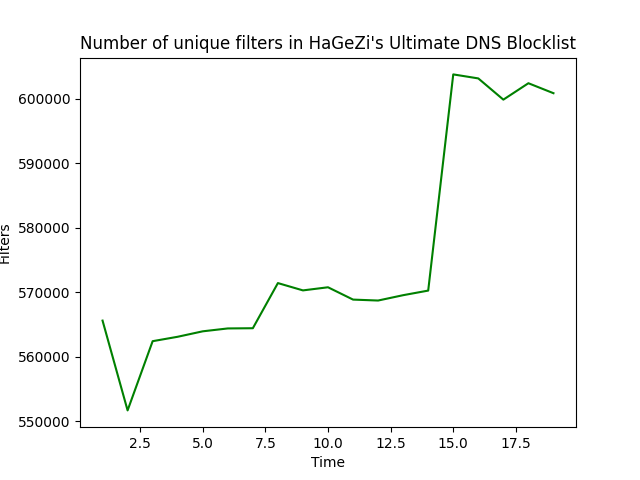 Number of unique filters in HaGeZi's Ultimate DNS Blocklist
600000
590000
580000
570000
560000
550000
Filters
2.5 5.0 7.5 10.0 12.5 15.0 17.5
Time